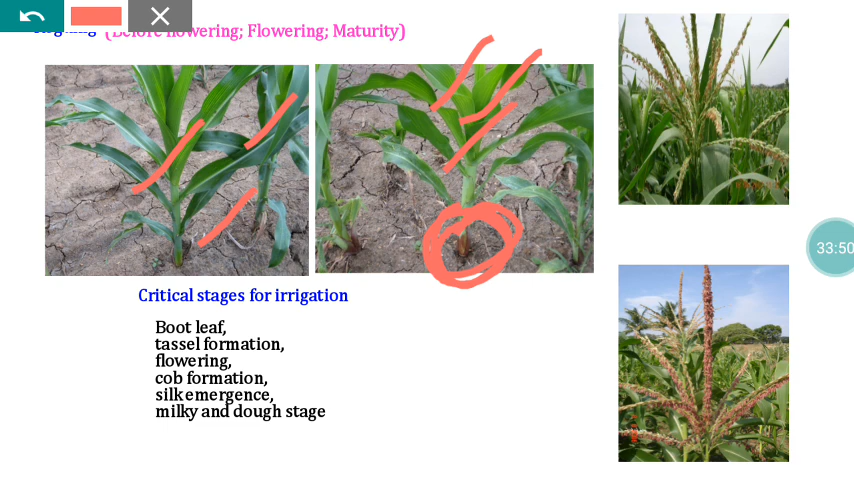 (Before flowering; Flowering; Maturity)
33:50
Critical stages for irrigation
Boot leaf,
tassel formation,
flowering,
cob formation,
silk emergence,
milky and dough stage